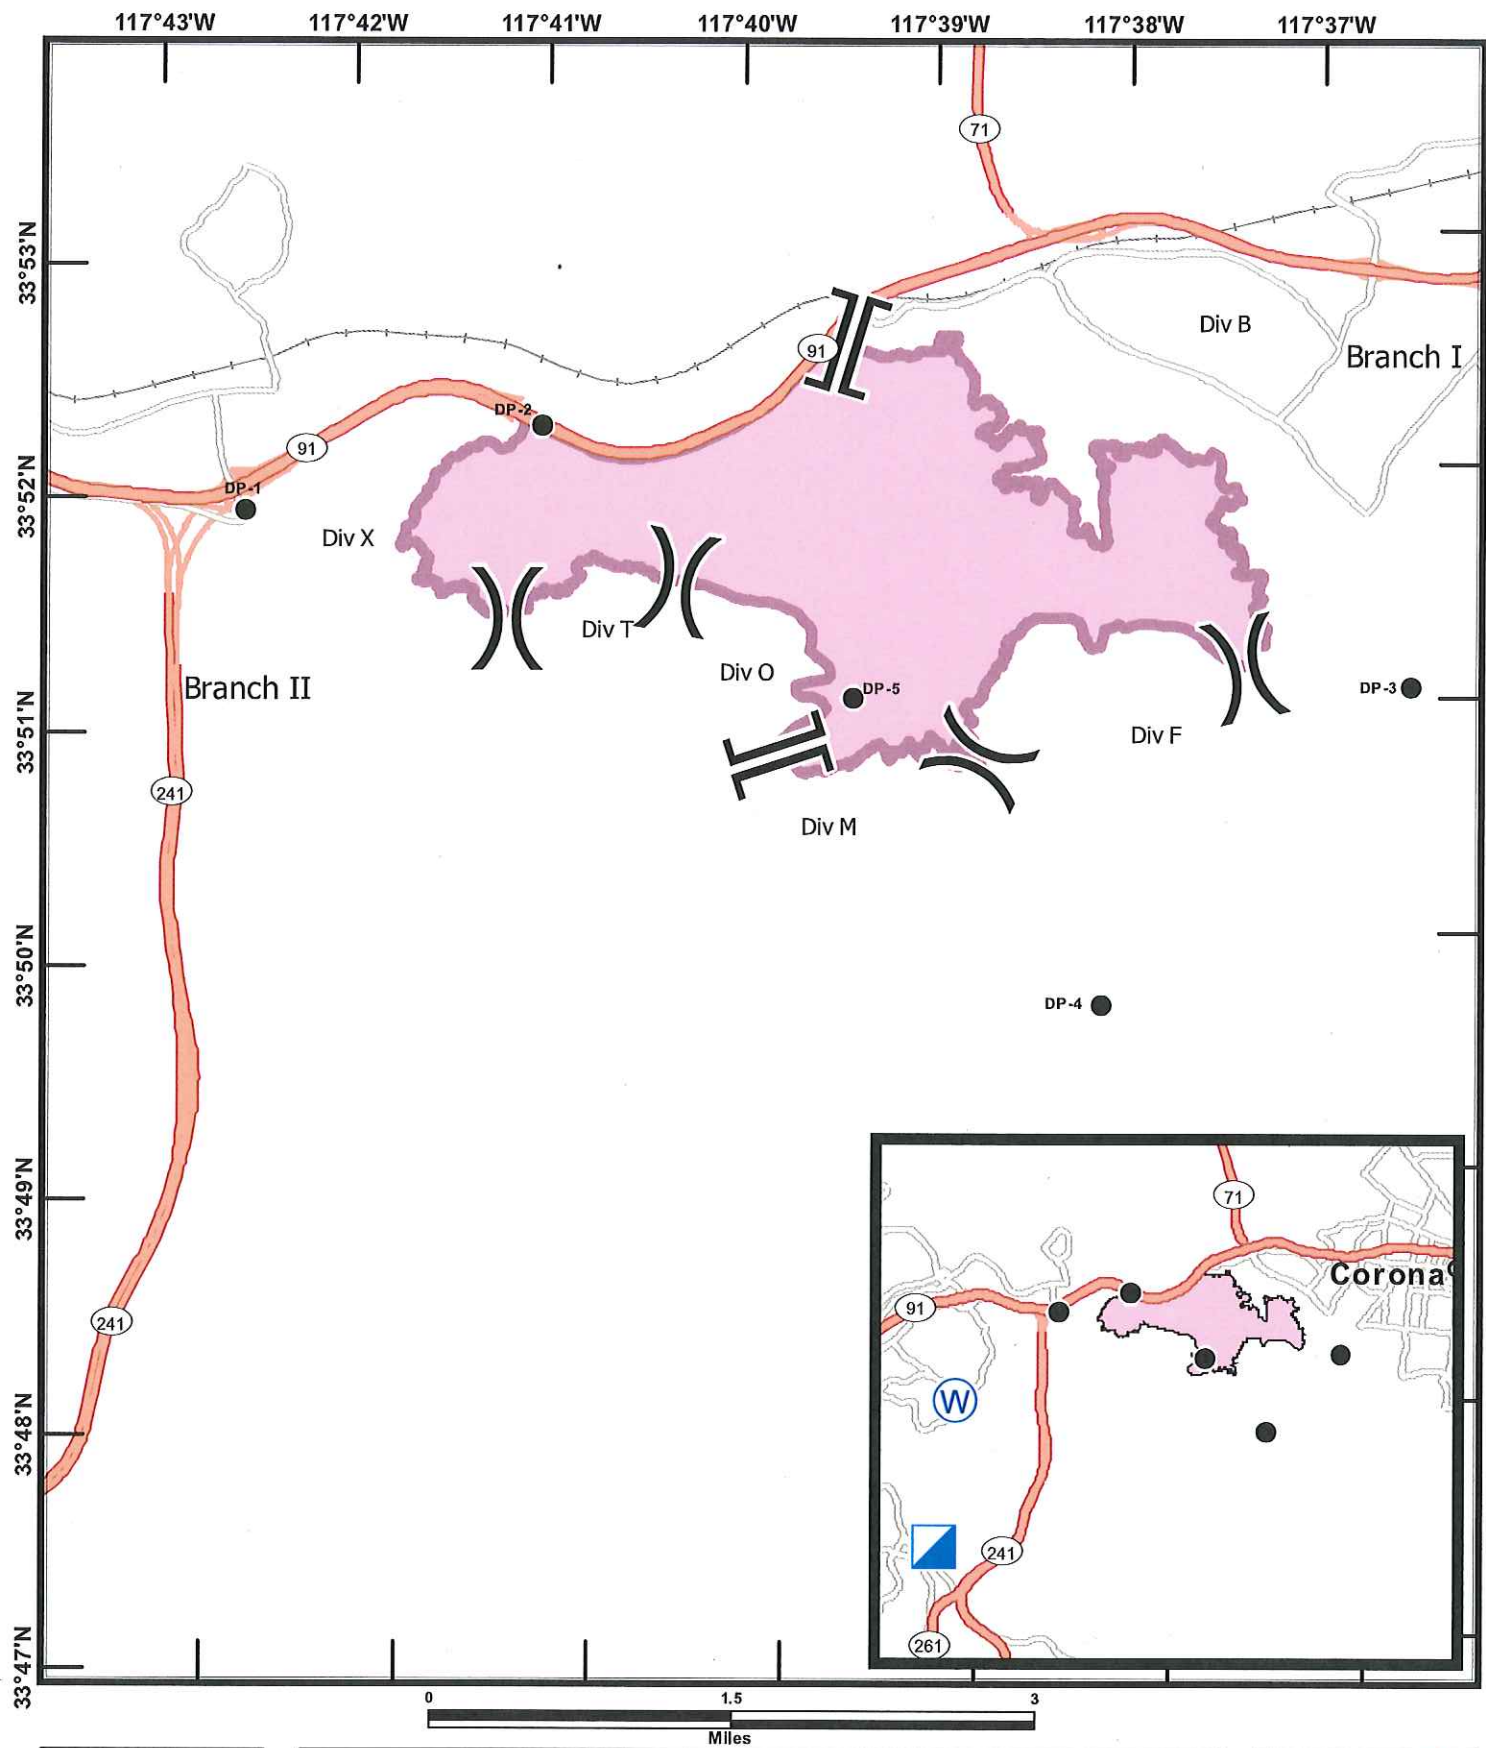 117°43'W 117°42'W 117°41'W 117°40'W 117°39'W 117°38'W 117°37'W
71
33°53'N
Div B
91
Branch I
DP-2
91
33°52'N
DP-1
Div X
Div T
Div O
Branch II
DP-5
DP-3
33°51'N
Div F
241
Div M
33°50'N
DP-4
33°49'N
71
Corona
91
241
33°48'N
W
241
261
33°47'N
0 1.5 3
Miles